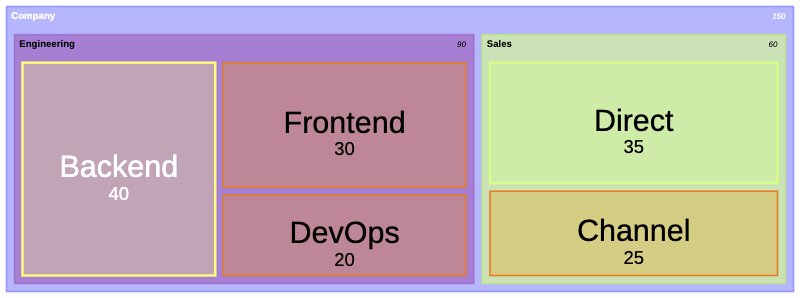 Company 150
Engineering 90
Backend
40
Frontend
30
DevOps
20
Sales 60
Direct
35
Channel
25